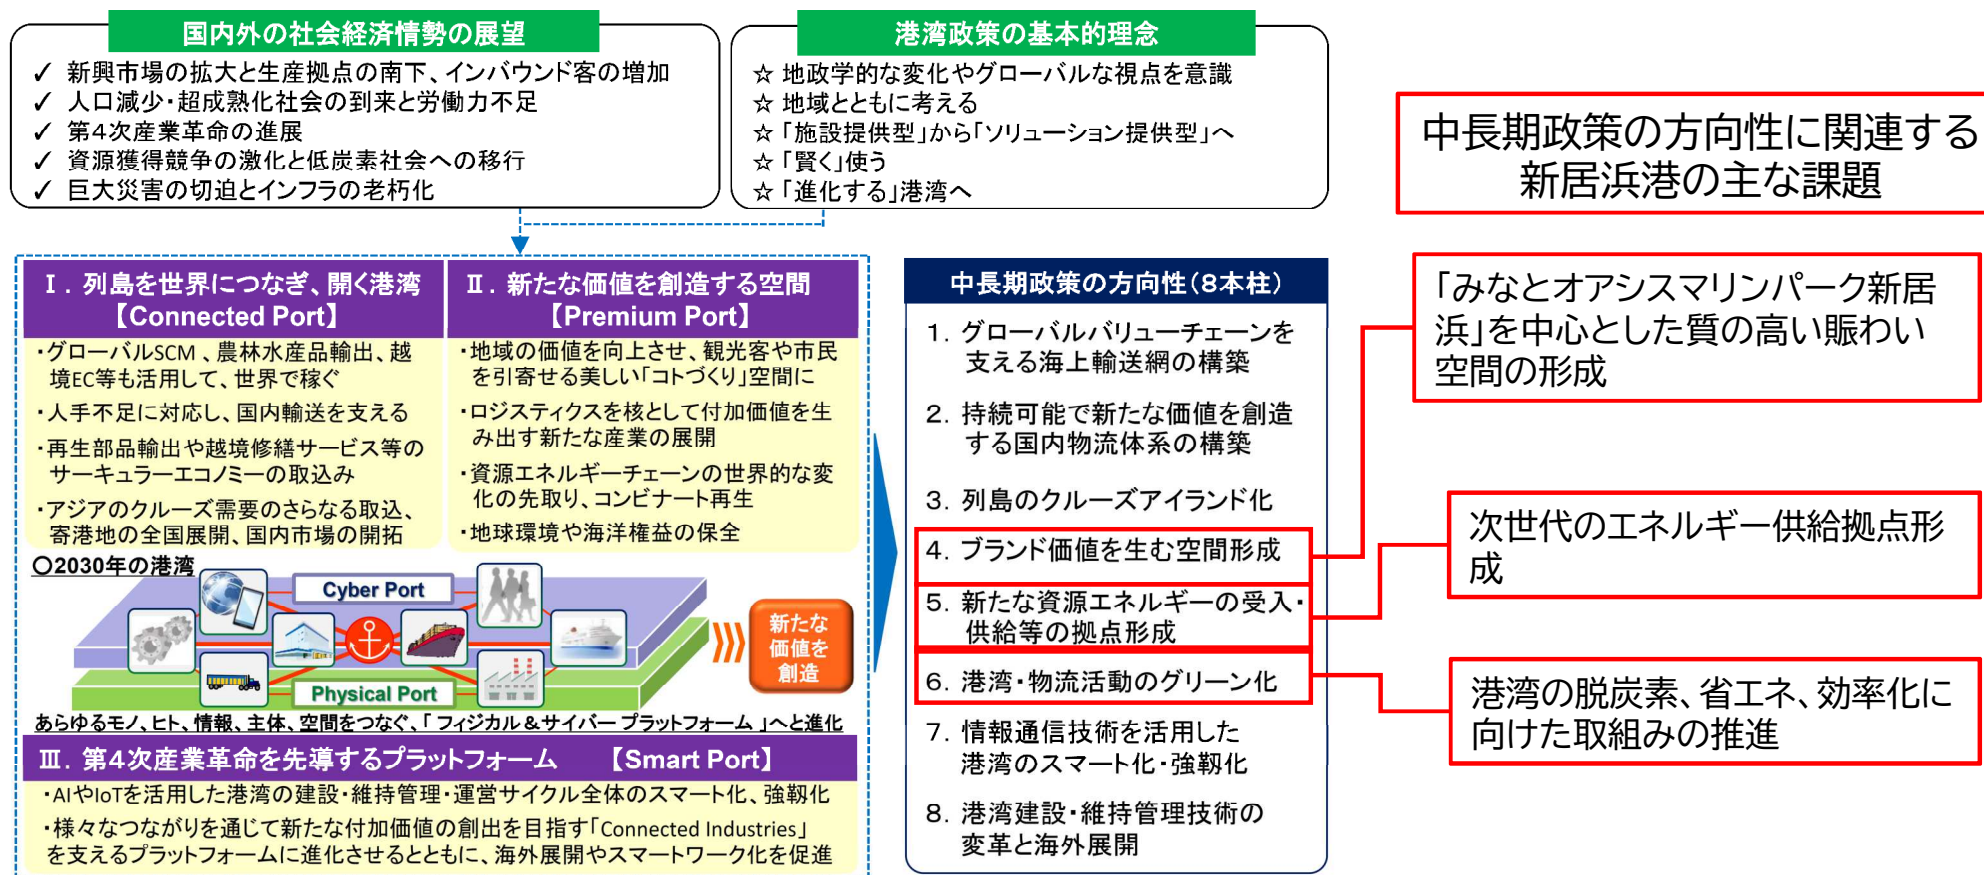 国内外の社会経済情勢の展望
✓ 新興市場の拡大と生産拠点の南下、インバウンド客の増加
✓ 人口減少・超成熟化社会の到来と労働力不足
✓ 第4次産業革命の進展
✓ 資源獲得競争の激化と低炭素社会への移行
✓ 巨大災害の切迫とインフラの老朽化
港湾政策の基本的理念
☆ 地政学的な変化やグローバルな視点を意識
☆ 地域とともに考える
☆「施設提供型」から「ソリューション提供型」へ
☆「賢く」使う
☆「進化する」港湾へ
Ⅰ. 列島を世界につなぎ、開く港湾
【Connected Port】
・グローバルSCM 、農林水産品輸出、越
境EC等も活用して、世界で稼ぐ
・人手不足に対応し、国内輸送を支える
・再生部品輸出や越境修繕サービス等の
サーキュラーエコノミーの取込み
・アジアのクルーズ需要のさらなる取込、
寄港地の全国展開、国内市場の開拓
Ⅱ. 新たな価値を創造する空間
【Premium Port】
・地域の価値を向上させ、観光客や市民
を引寄せる美しい「コトづくり」空間に
・ロジスティクスを核として付加価値を生
み出す新たな産業の展開
・資源エネルギーチェーンの世界的な変
化の先取り、コンビナート再生
・地球環境や海洋権益の保全
○2030年の港湾
Cyber Port
Physical Port
新たな
価値を
創造
あらゆるモノ、ヒト、情報、主体、空間をつなぐ、「 フィジカル＆サイバー プラットフォーム 」へと進化
Ⅲ. 第4次産業革命を先導するプラットフォーム 【Smart Port】
・AIやIoTを活用した港湾の建設・維持管理・運営サイクル全体のスマート化、強靱化
・様々なつながりを通じて新たな付加価値の創出を目指す「Connected Industries」
を支えるプラットフォームに進化させるとともに、海外展開やスマートワーク化を促進
中長期政策の方向性（8本柱）
1. グローバルバリューチェーンを
支える海上輸送網の構築
2. 持続可能で新たな価値を創造
する国内物流体系の構築
3. 列島のクルーズアイランド化
4. ブランド価値を生む空間形成
5. 新たな資源エネルギーの受入・
供給等の拠点形成
6. 港湾・物流活動のグリーン化
7. 情報通信技術を活用した
港湾のスマート化・強靱化
8. 港湾建設・維持管理技術の
変革と海外展開
中長期政策の方向性に関連する
新居浜港の主な課題
「みなとオアシスマリンパーク新居
浜」を中心とした質の高い賑わい
空間の形成
次世代のエネルギー供給拠点形
成
港湾の脱炭素、省エネ、効率化に
向けた取組みの推進